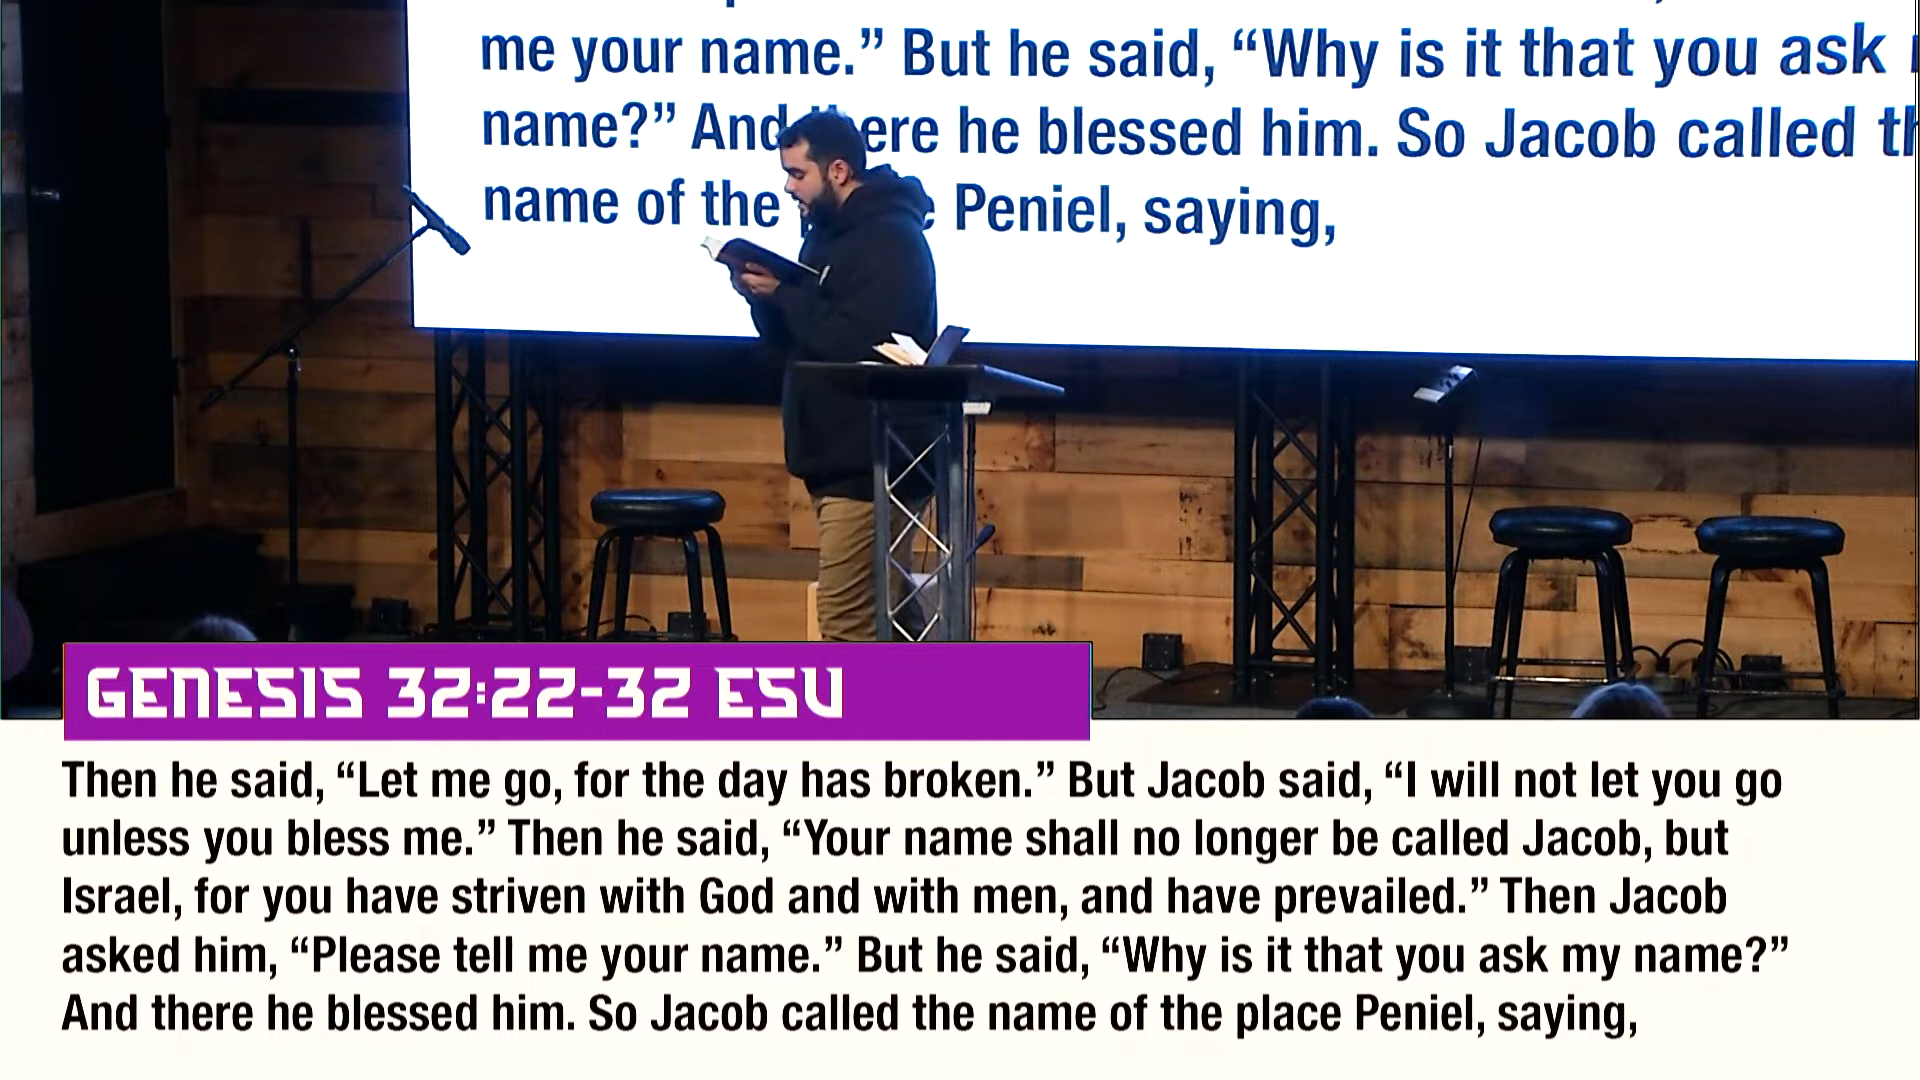 me your name.” But he said, “Why is it that you ask
name?” And here he blessed him. So Jacob called
name of the Peniel, saying,
GENESIS 32:22-32 ESV
Then he said, “Let me go, for the day has broken.” But Jacob said, “I will not let you go
unless you bless me.” Then he said, “Your name shall no longer be called Jacob, but
Israel, for you have striven with God and with men, and have prevailed.” Then Jacob
asked him, “Please tell me your name.” But he said, “Why is it that you ask my name?”
And there he blessed him. So Jacob called the name of the place Peniel, saying,